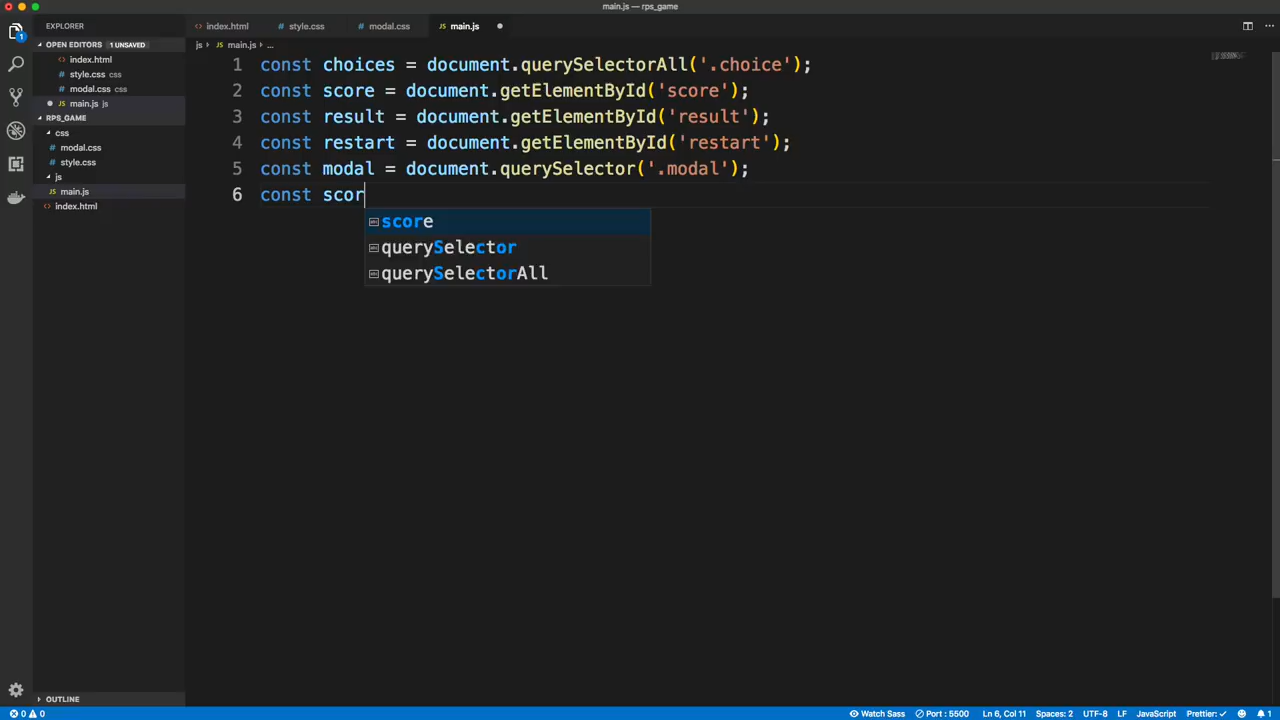 main.js — rps_game
EXPLORER
index.html
style.css
modal.css
main.js
OPEN EDITORS 1 UNSAVED
index.html
style.css css
modal.css css
main.js js
RPS_GAME
css
modal.css
style.css
js
main.js
index.html
js › JS main.js › ...
1 const choices = document.querySelectorAll('.choice');
2 const score = document.getElementById('score');
3 const result = document.getElementById('result');
4 const restart = document.getElementById('restart');
5 const modal = document.querySelector('.modal');
6 const scor
score
querySelector
querySelectorAll
OUTLINE
0 0
Watch Sass
Port : 5500
Ln 6, Col 11
Spaces: 2
UTF-8
LF
JavaScript
Prettier: ✓
1